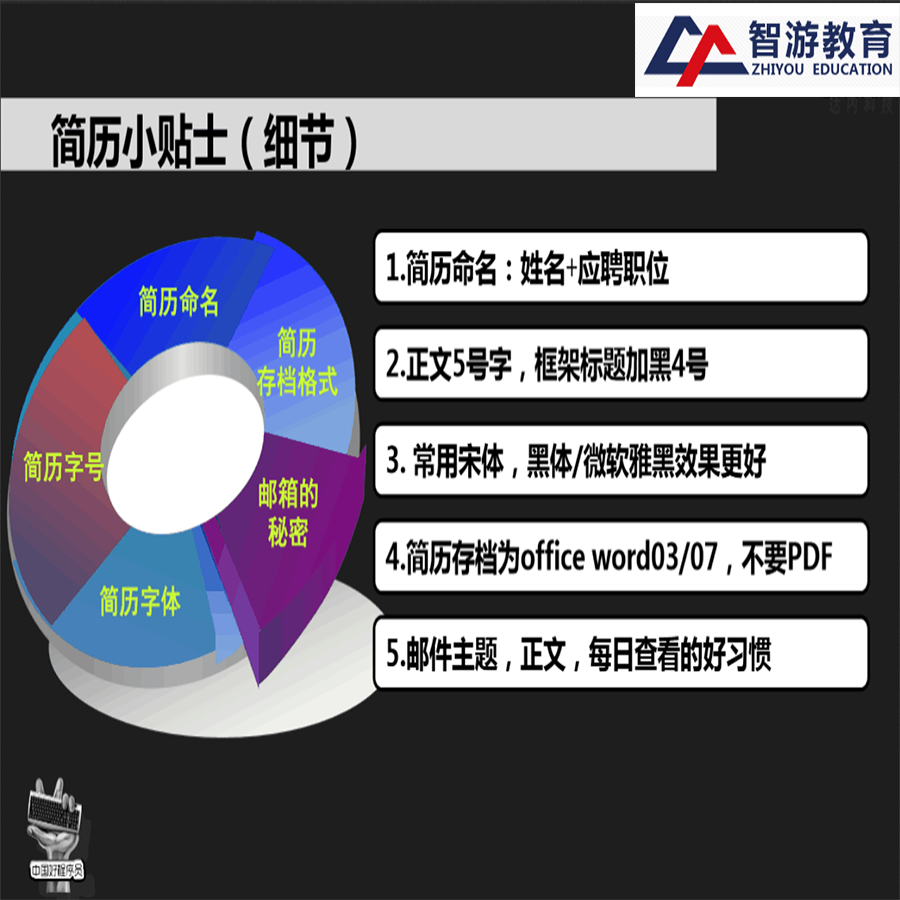 智游教育
ZHIYOU EDUCATION
达内科技
简历小贴士（细节）
简历命名
简历
存档格式
邮箱的
秘密
简历字体
简历字号
1.简历命名：姓名+应聘职位
2.正文5号字，框架标题加黑4号
3. 常用宋体，黑体/微软雅黑效果更好
4.简历存档为office word03/07，不要PDF
5.邮件主题，正文，每日查看的好习惯
中国好程序员